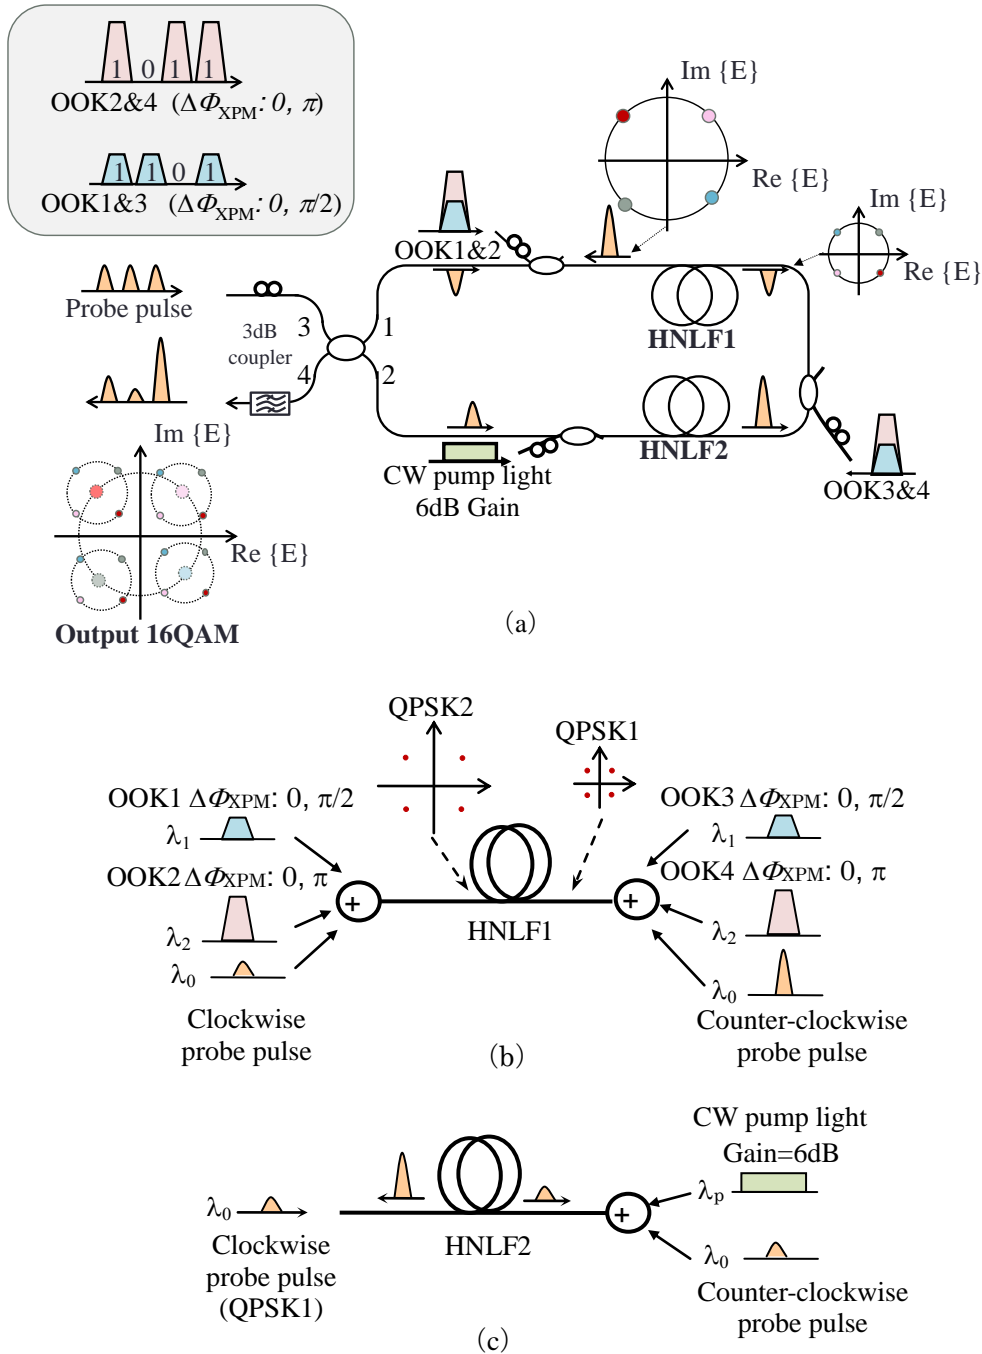 1 0 1 1
OOK2&4 (ΔΦXPM: 0, π)
1 1 0 1
OOK1&3 (ΔΦXPM: 0, π/2)
Im {E}
Re {E}
Im {E}
Re {E}
OOK1&2
Probe pulse
3
1
3dB
coupler
HNLF1
4
2
Im {E}
HNLF2
CW pump light
6dB Gain
OOK3&4
Re {E}
Output 16QAM
(a)
QPSK2
QPSK1
OOK1 ΔΦXPM: 0, π/2
λ1
OOK3 ΔΦXPM: 0, π/2
λ1
OOK2 ΔΦXPM: 0, π
λ2
OOK4 ΔΦXPM: 0, π
λ2
+
+
HNLF1
λ0
λ0
Clockwise
probe pulse
Counter-clockwise
probe pulse
(b)
CW pump light
Gain=6dB
λp
λ0
+
HNLF2
λ0
Clockwise
probe pulse
(QPSK1)
Counter-clockwise
probe pulse
(c)